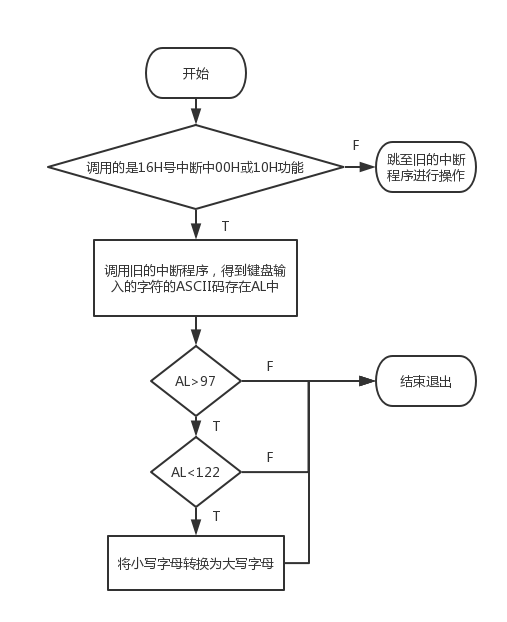 开始
调用的是16H号中断中00H或10H功能
F
跳至旧的中断
程序进行操作
T
调用旧的中断程序，得到键盘输
入的字符的ASCII码存在AL中
AL>97
F
结束退出
T
AL<122
F
T
将小写字母转换为大写字母